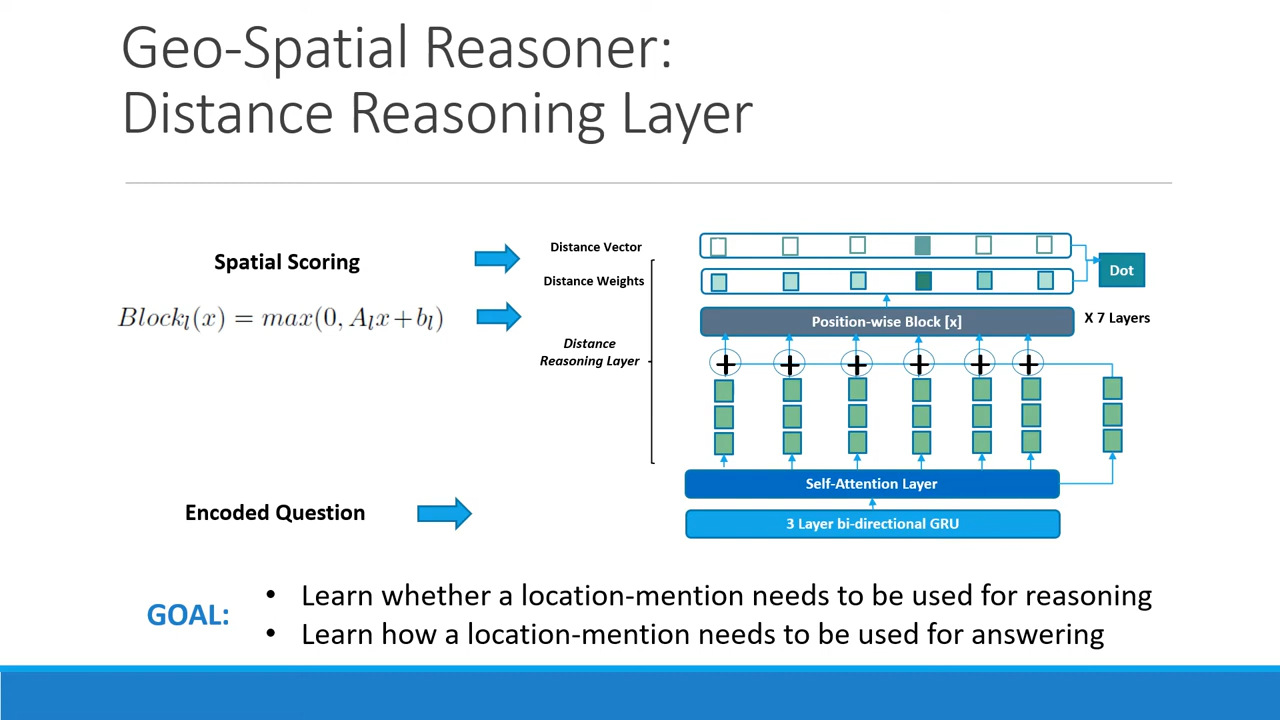 Geo-Spatial Reasoner:
Distance Reasoning Layer
Spatial Scoring
Block_l(x) = max(0, A_l x + b_l)
Distance Vector
Distance Weights
Dot
Position-wise Block [x]
X 7 Layers
Distance
Reasoning Layer
+ + + + + +
Self-Attention Layer
Encoded Question
3 Layer bi-directional GRU
GOAL:
• Learn whether a location-mention needs to be used for reasoning
• Learn how a location-mention needs to be used for answering